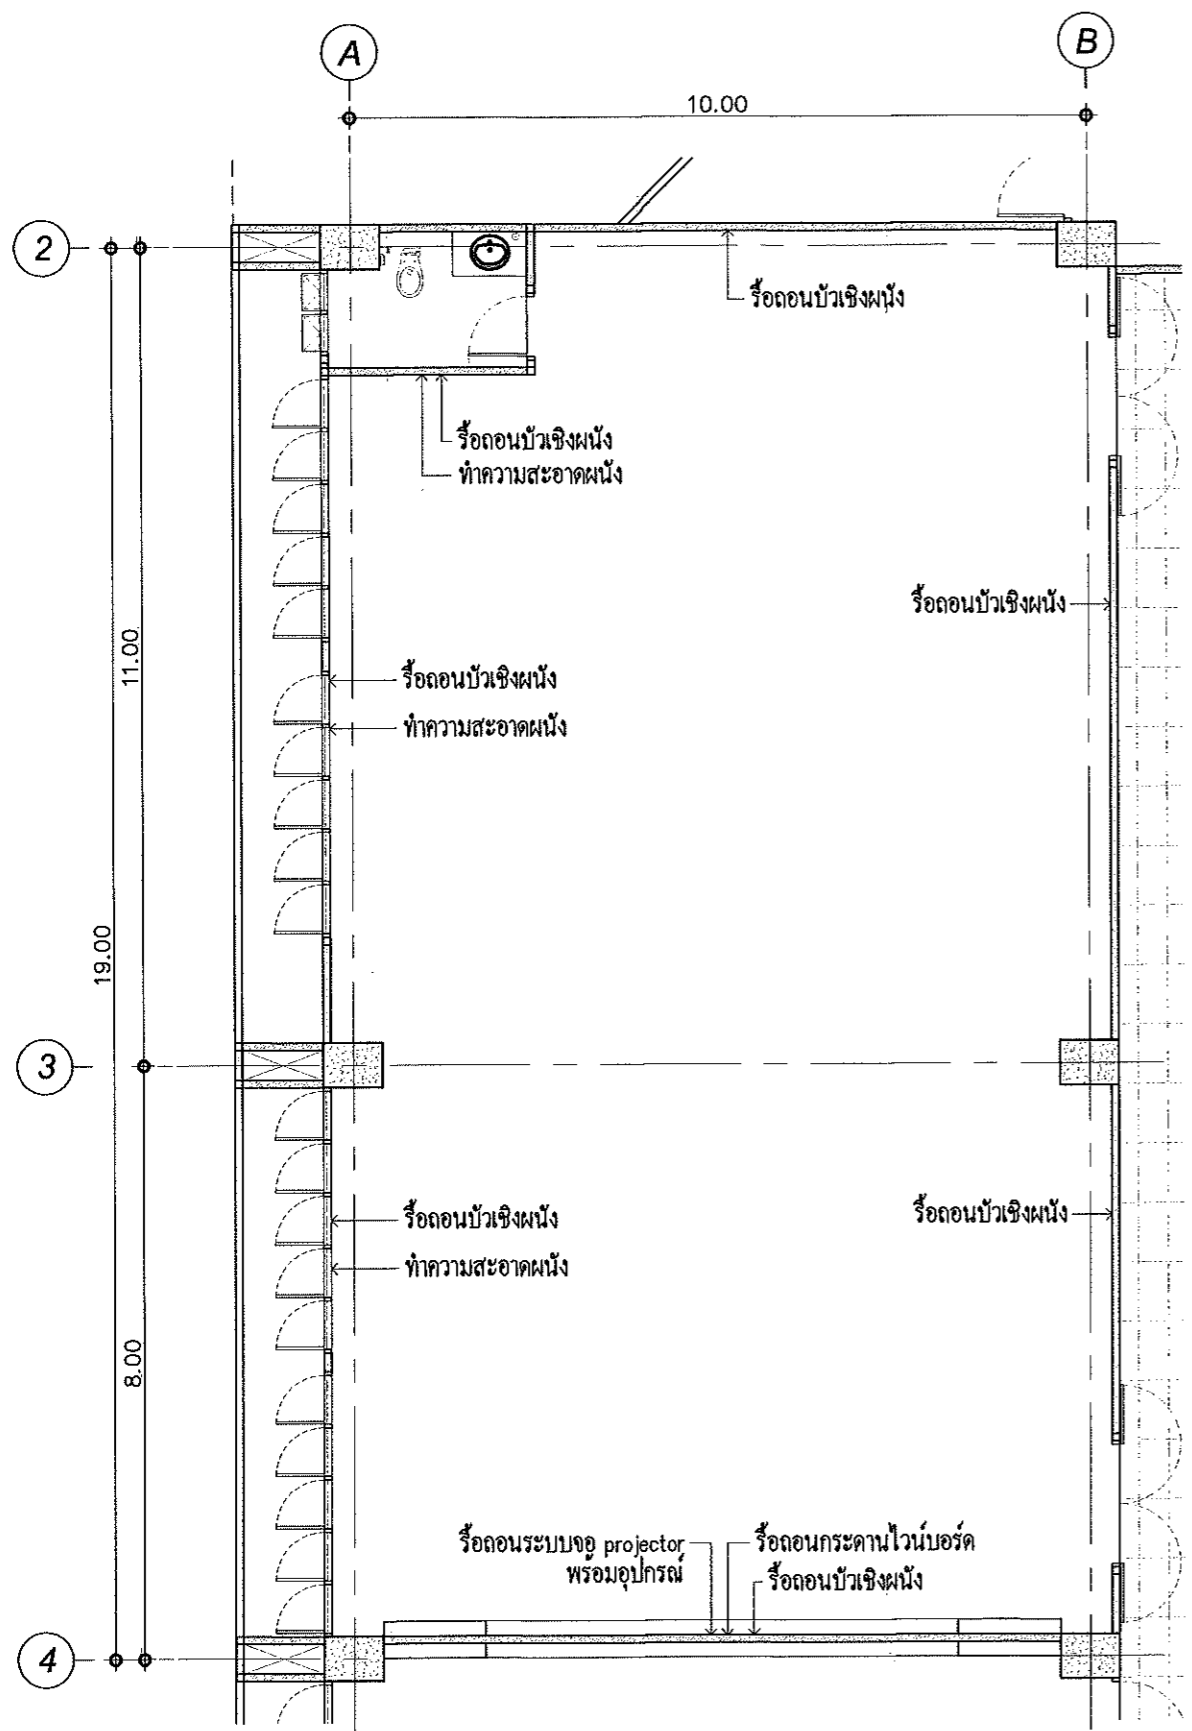 A
B
10.00
2
รื้อถอนบัวเชิงผนัง
รื้อถอนบัวเชิงผนัง
ทำความสะอาดผนัง
รื้อถอนบัวเชิงผนัง
11.00
รื้อถอนบัวเชิงผนัง
ทำความสะอาดผนัง
19.00
3
รื้อถอนบัวเชิงผนัง
รื้อถอนบัวเชิงผนัง
ทำความสะอาดผนัง
8.00
รื้อถอนระบบจอ projector
พร้อมอุปกรณ์
รื้อถอนกระดานไวน์บอร์ด
รื้อถอนบัวเชิงผนัง
4